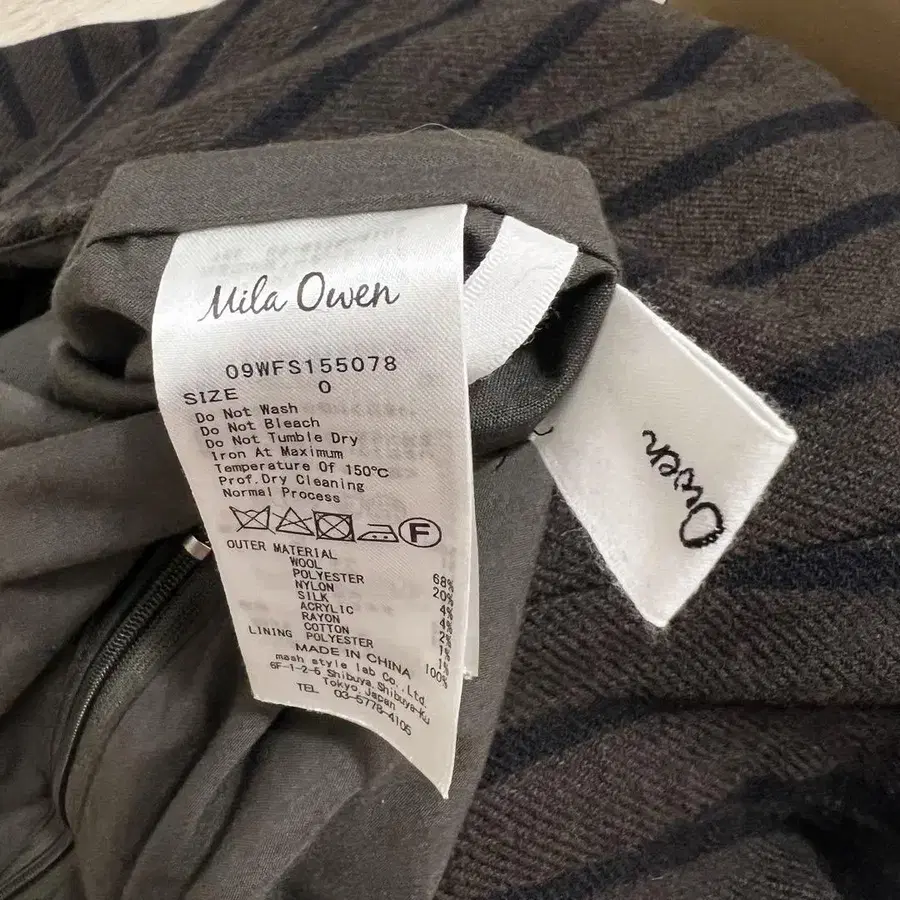 Mila Owen
09WFS155078
SIZE 0
Do Not Wash
Do Not Bleach
Do Not Tumble Dry
Iron At Maximum
Temperature Of 150℃
Prof.Dry Cleaning
Normal Process
F
OUTER MATERIAL
WOOL 68%
POLYESTER 20%
NYLON 4%
SILK 4%
ACRYLIC 2%
RAYON 1%
COTTON 1%
LINING POLYESTER 100%
MADE IN CHINA
mash style lab Co.,Ltd.
6F-1-2-6 Shibuya,Shibuya-Ku
Tokyo,Japan
TEL 03-5778-4105
Owen